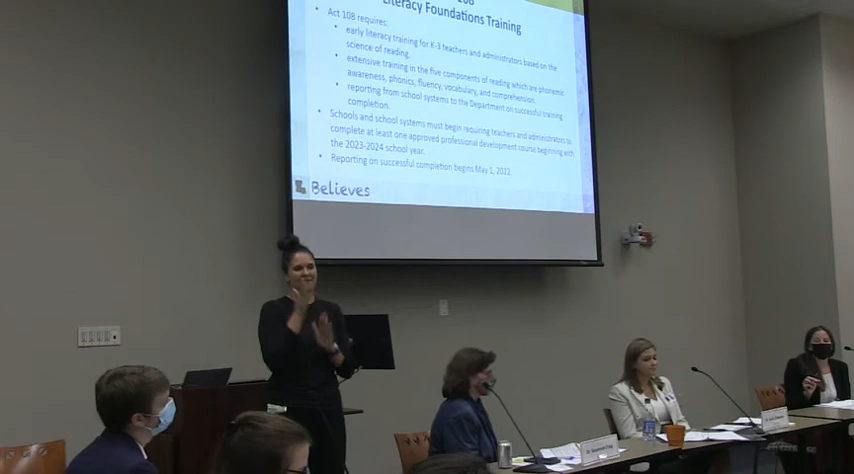 Literacy Foundations Training
• Act 108 requires:
• early literacy training for K-3 teachers and administrators based on the
science of reading.
• extensive training in the five components of reading which are phonemic
awareness, phonics, fluency, vocabulary, and comprehension.
• reporting from school systems to the Department on successful training
completion.
• Schools and school systems must begin requiring teachers and administrators to
complete at least one approved professional development course beginning with
the 2023-2024 school year.
• Reporting on successful completion begins May 1, 2022.
Believes